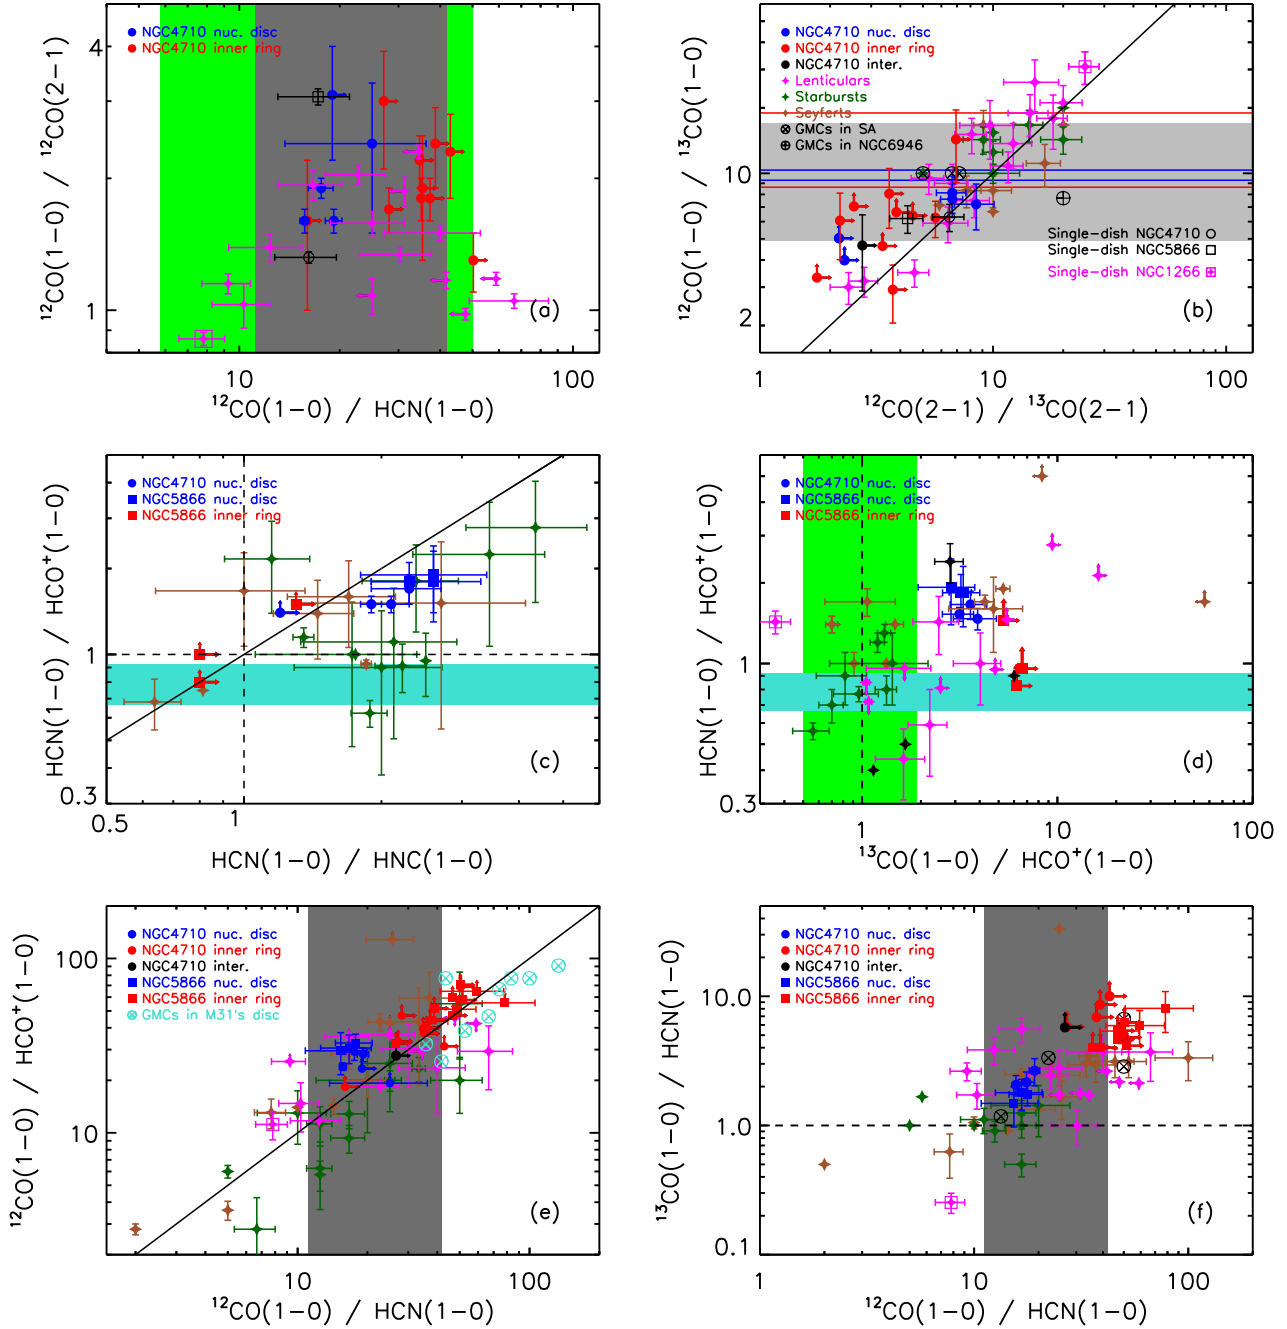 4
NGC4710 nuc. disc
NGC4710 inner ring
1
(a)
10
100
¹²CO(1−0) / HCN(1−0)
¹²CO(1−0) / ¹²CO(2−1)
NGC4710 nuc. disc
NGC4710 inner ring
NGC4710 inter.
Lenticulars
Starbursts
Seyferts
GMCs in SA
GMCs in NGC6946
Single−dish NGC4710
Single−dish NGC5866
Single−dish NGC1266
(b)
10
2
1
10
100
¹²CO(2−1) / ¹³CO(2−1)
¹²CO(1−0) / ¹³CO(1−0)
NGC4710 nuc. disc
NGC5866 nuc. disc
NGC5866 inner ring
(c)
1
0.3
0.5
1
HCN(1−0) / HNC(1−0)
HCN(1−0) / HCO⁺(1−0)
NGC4710 nuc. disc
NGC5866 nuc. disc
NGC5866 inner ring
(d)
1
0.3
1
10
100
¹³CO(1−0) / HCO⁺(1−0)
HCN(1−0) / HCO⁺(1−0)
NGC4710 nuc. disc
NGC4710 inner ring
NGC4710 inter.
NGC5866 nuc. disc
NGC5866 inner ring
GMCs in M31's disc
(e)
100
10
10
100
¹²CO(1−0) / HCN(1−0)
¹²CO(1−0) / HCO⁺(1−0)
NGC4710 nuc. disc
NGC4710 inner ring
NGC4710 inter.
NGC5866 nuc. disc
NGC5866 inner ring
(f)
10.0
1.0
0.1
1
10
100
¹²CO(1−0) / HCN(1−0)
¹³CO(1−0) / HCN(1−0)